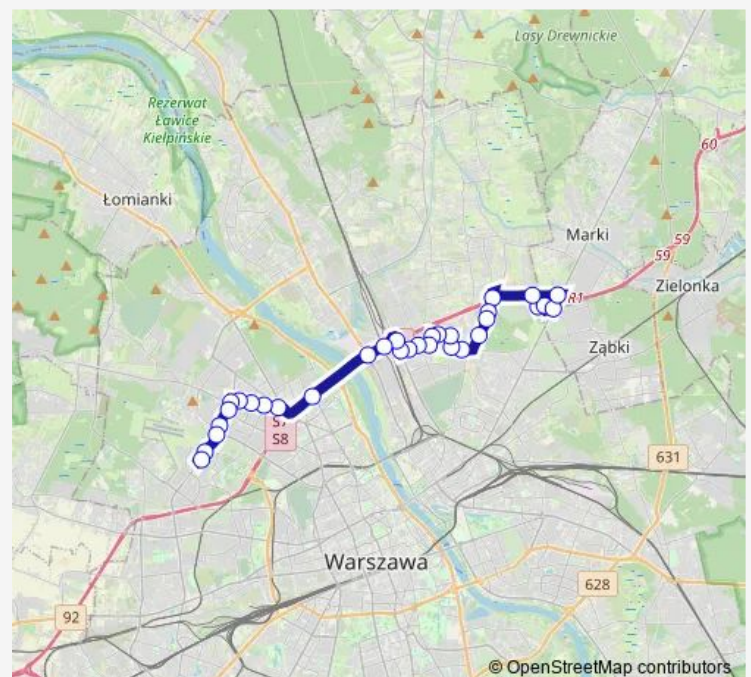 Lasy Drewnickie
Rezerwat
Ławice
Kiełpińskie
60
Łomianki
Marki
59
59
Zielonka
R1
Ząbki
S7
S8
631
Warszawa
628
92
© OpenStreetMap contributors